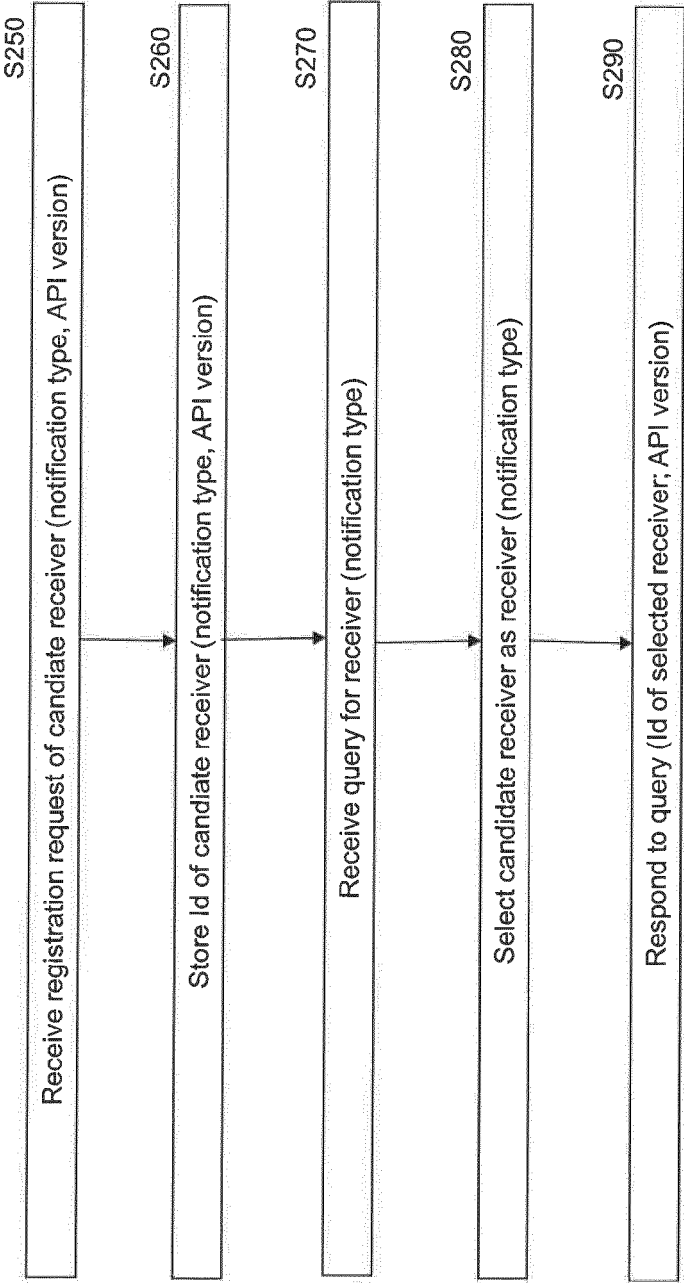 S250
Receive registration request of candiate receiver (notification type, API version)
S260
Store Id of candiate receiver (notification type, API version)
S270
Receive query for receiver (notification type)
S280
Select candidate receiver as receiver (notification type)
S290
Respond to query (Id of selected receiver; API version)